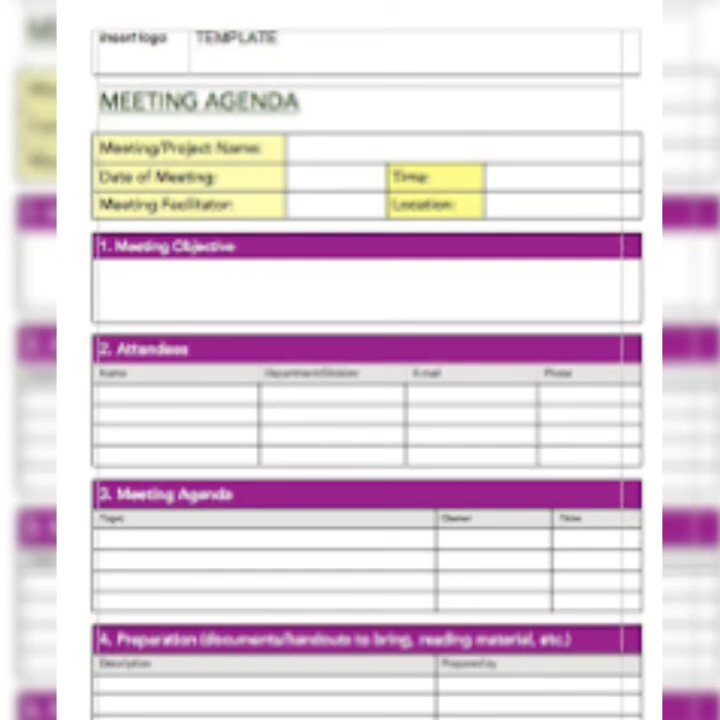 insert logo TEMPLATE
MEETING AGENDA
Meeting/Project Name:
Date of Meeting: Time:
Meeting Facilitator: Location:
1. Meeting Objective
2. Attendees
Name Department/Division E-mail Phone
3. Meeting Agenda
Topic Owner Time
4. Preparation (documents/handouts to bring, reading material, etc.)
Description Prepared by